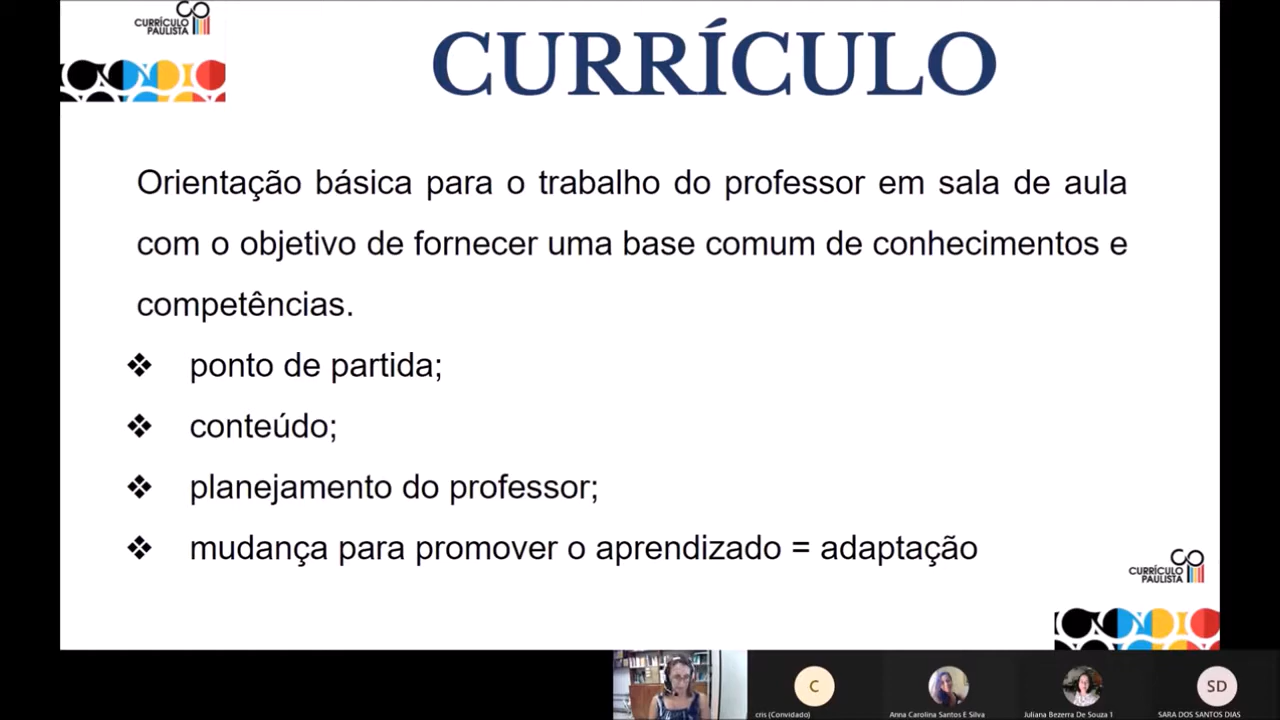 CURRÍCULO
PAULISTA
CURRÍCULO
Orientação básica para o trabalho do professor em sala de aula
com o objetivo de fornecer uma base comum de conhecimentos e
competências.
ponto de partida;
conteúdo;
planejamento do professor;
mudança para promover o aprendizado = adaptação
CURRÍCULO
PAULISTA
C
SD
cris (Convidado)
Anna Carolina Santos E Silva
Juliana Bezerra De Souza 1
SARA DOS SANTOS DIAS